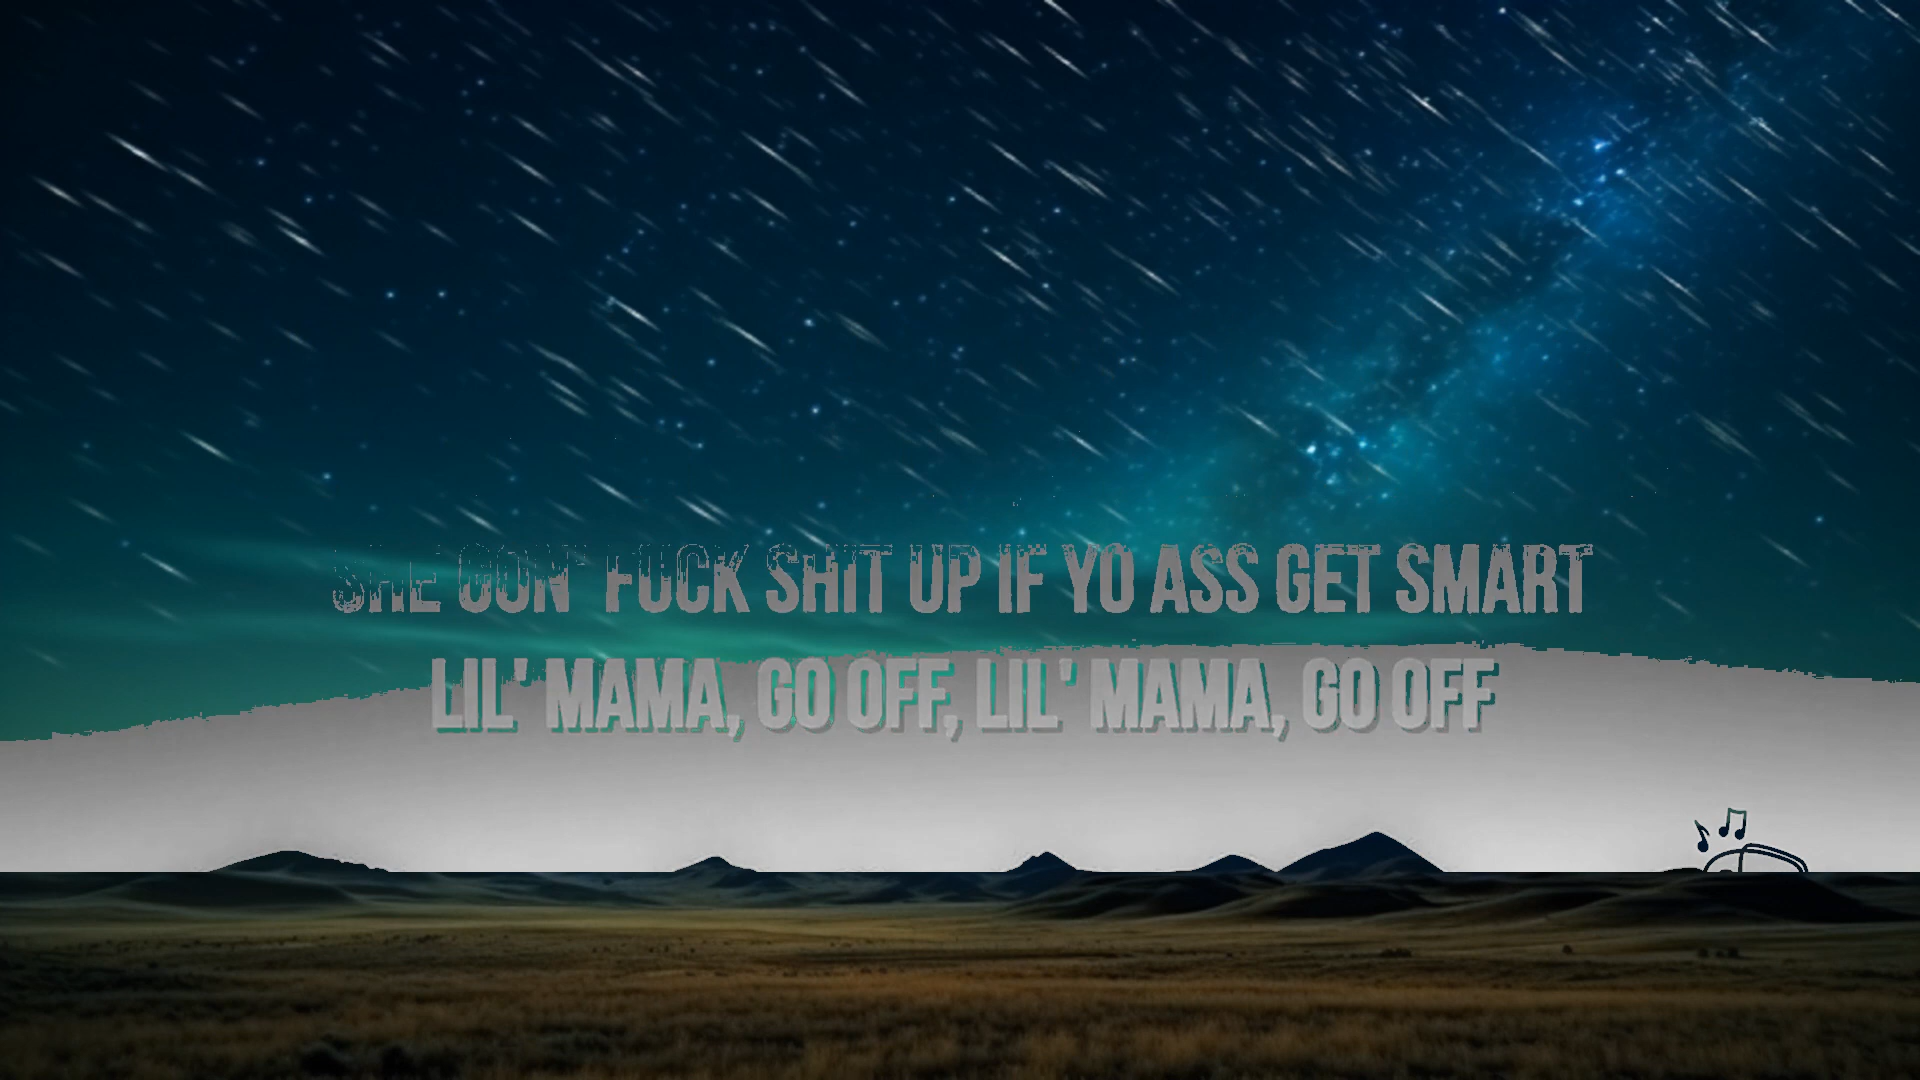 SHE GON' FUCK SHIT UP IF YO ASS GET SMART
LIL' MAMA, GO OFF, LIL' MAMA, GO OFF